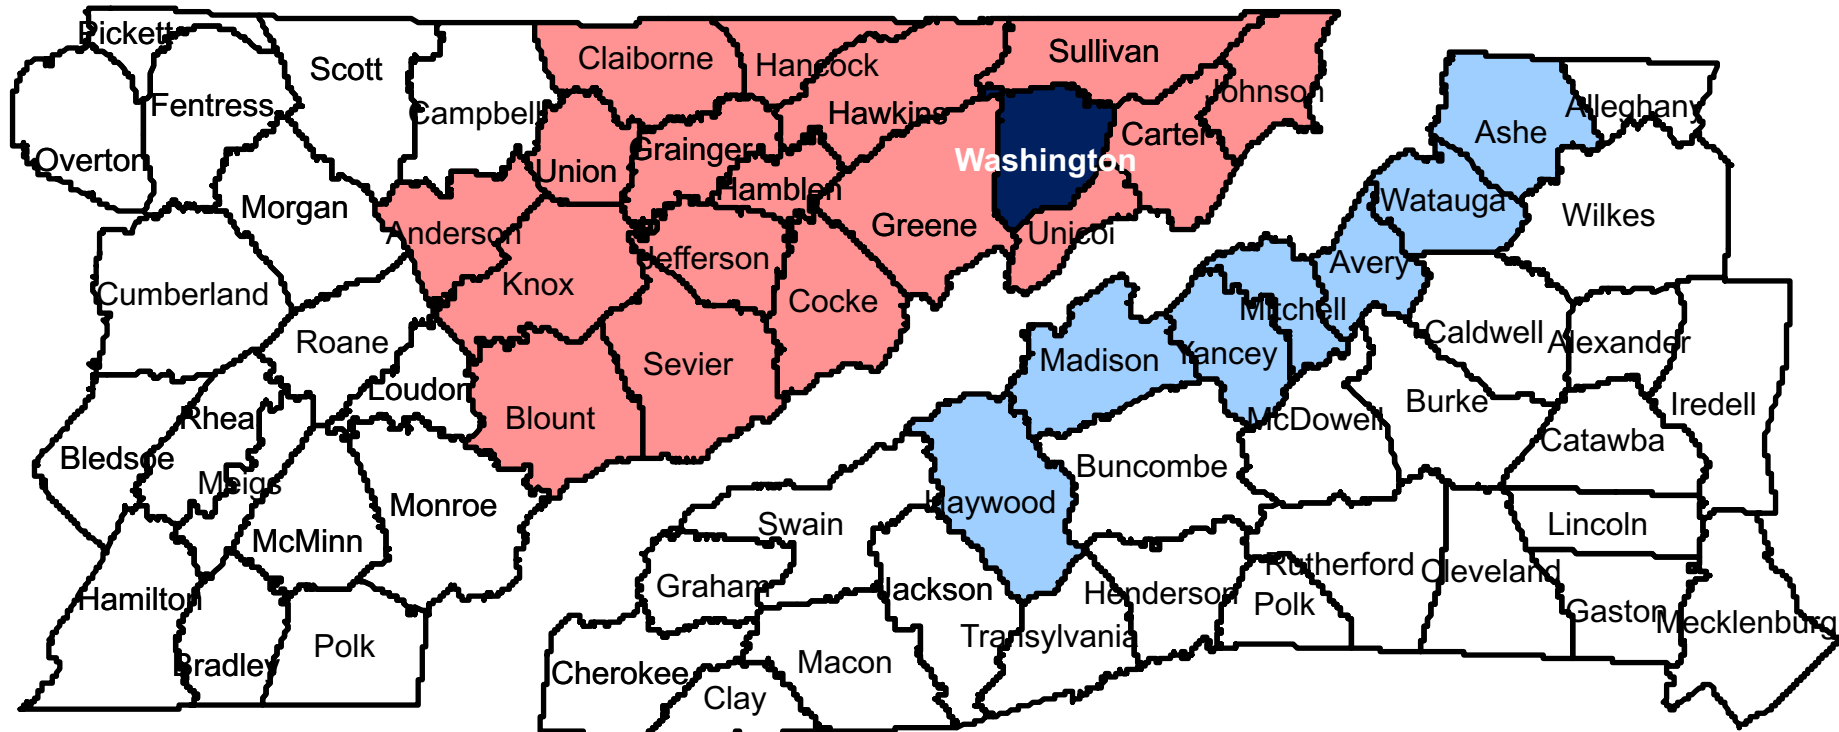 Pickett
Scott
Claiborne
Hancock
Sullivan
Johnson
Fentress
Campbell
Hawkins
Alleghany
Overton
Union
Grainger
Washington
Carter
Ashe
Morgan
Hamblen
Watauga
Wilkes
Anderson
Greene
Unicoi
Cumberland
Knox
Jefferson
Cocke
Avery
Roane
Mitchell
Caldwell
Alexander
Loudon
Sevier
Madison
Yancey
Rhea
Blount
McDowell
Burke
Iredell
Bledsoe
Meigs
Monroe
Buncombe
Catawba
McMinn
Swain
Haywood
Lincoln
Hamilton
Graham
Jackson
Henderson
Rutherford
Cleveland
Polk
Gaston
Mecklenburg
Bradley
Polk
Cherokee
Macon
Transylvania
Clay